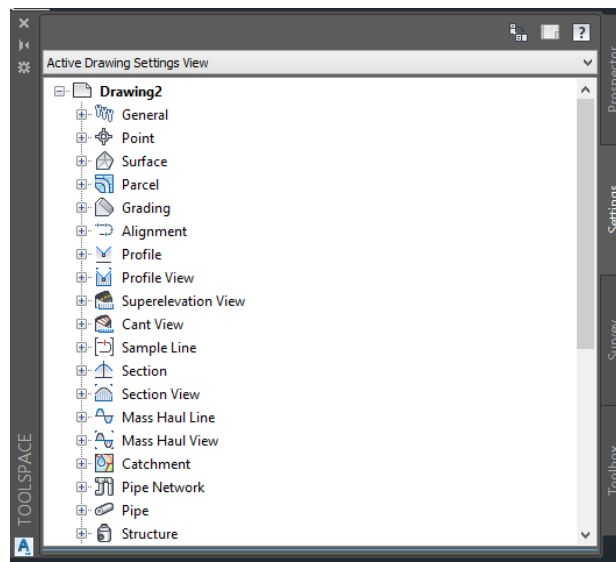 ?
Active Drawing Settings View
Drawing2
General
Point
Surface
Parcel
Grading
Alignment
Profile
Profile View
Superelevation View
Cant View
Sample Line
Section
Section View
Mass Haul Line
Mass Haul View
Catchment
Pipe Network
Pipe
Structure
TOOLSPACE
A
Prospector
Settings
Survey
Toolbox